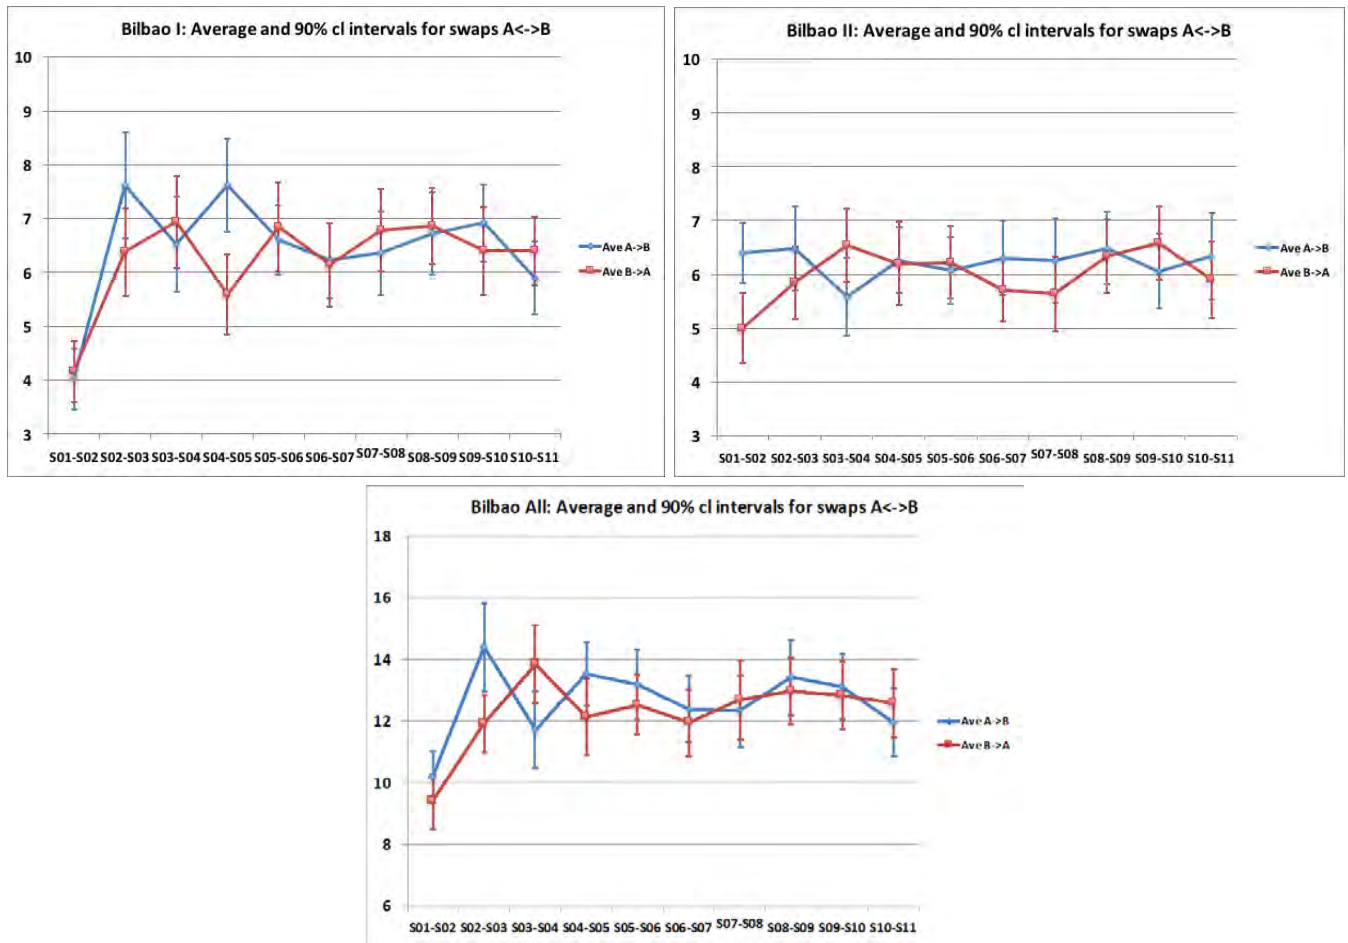 Bilbao I: Average and 90% cl intervals for swaps A<->B
10
9
8
7
6
5
4
3
S01-S02 S02-S03 S03-S04 S04-S05 S05-S06 S06-S07 S07-S08 S08-S09 S09-S10 S10-S11
Ave A->B
Ave B->A
Bilbao II: Average and 90% cl intervals for swaps A<->B
10
9
8
7
6
5
4
3
S01-S02 S02-S03 S03-S04 S04-S05 S05-S06 S06-S07 S07-S08 S08-S09 S09-S10 S10-S11
Ave A->B
Ave B->A
Bilbao All: Average and 90% cl intervals for swaps A<->B
18
16
14
12
10
8
6
S01-S02 S02-S03 S03-S04 S04-S05 S05-S06 S06-S07 S07-S08 S08-S09 S09-S10 S10-S11
Ave A->B
Ave B->A